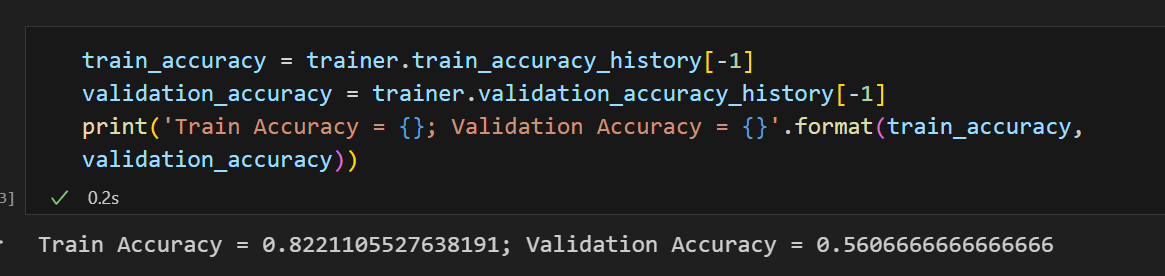 train_accuracy = trainer.train_accuracy_history[-1]
validation_accuracy = trainer.validation_accuracy_history[-1]
print('Train Accuracy = {}; Validation Accuracy = {}'.format(train_accuracy,
validation_accuracy))
3] ✓ 0.2s
Train Accuracy = 0.8221105527638191; Validation Accuracy = 0.5606666666666666